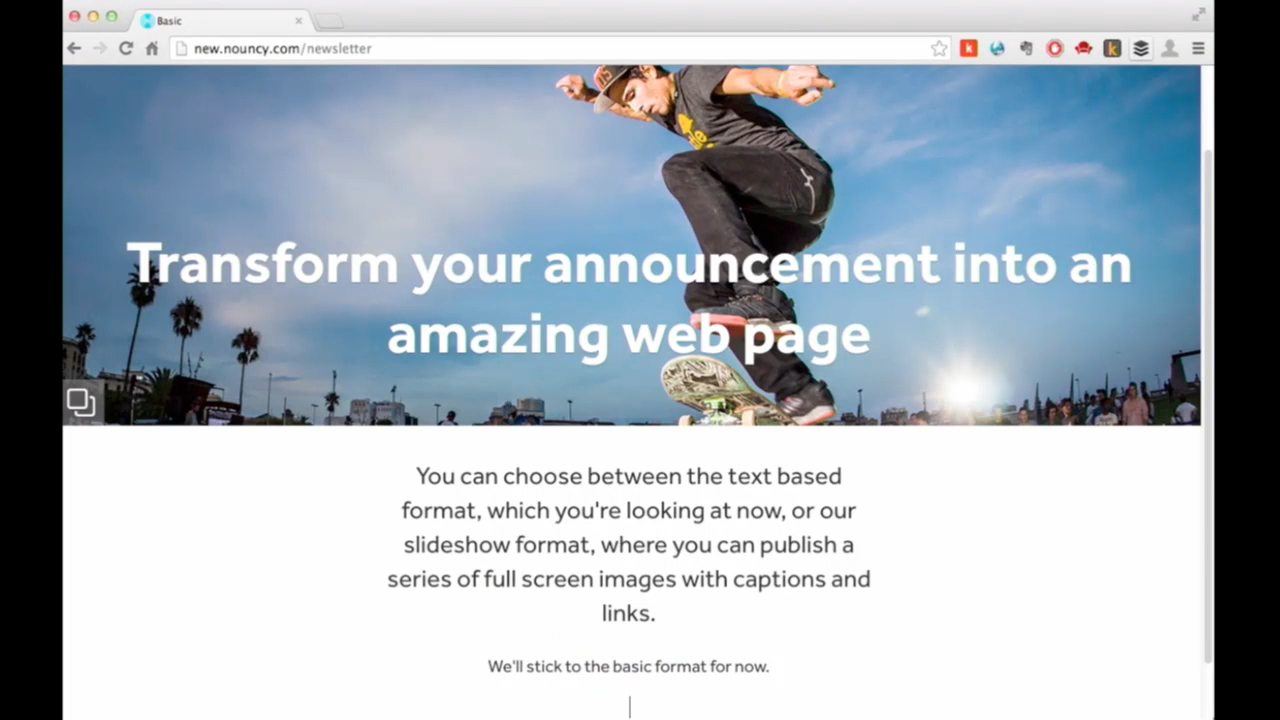 Basic
new.nouncy.com/newsletter
Transform your announcement into an
amazing web page
You can choose between the text based
format, which you're looking at now, or our
slideshow format, where you can publish a
series of full screen images with captions and
links.
We'll stick to the basic format for now.